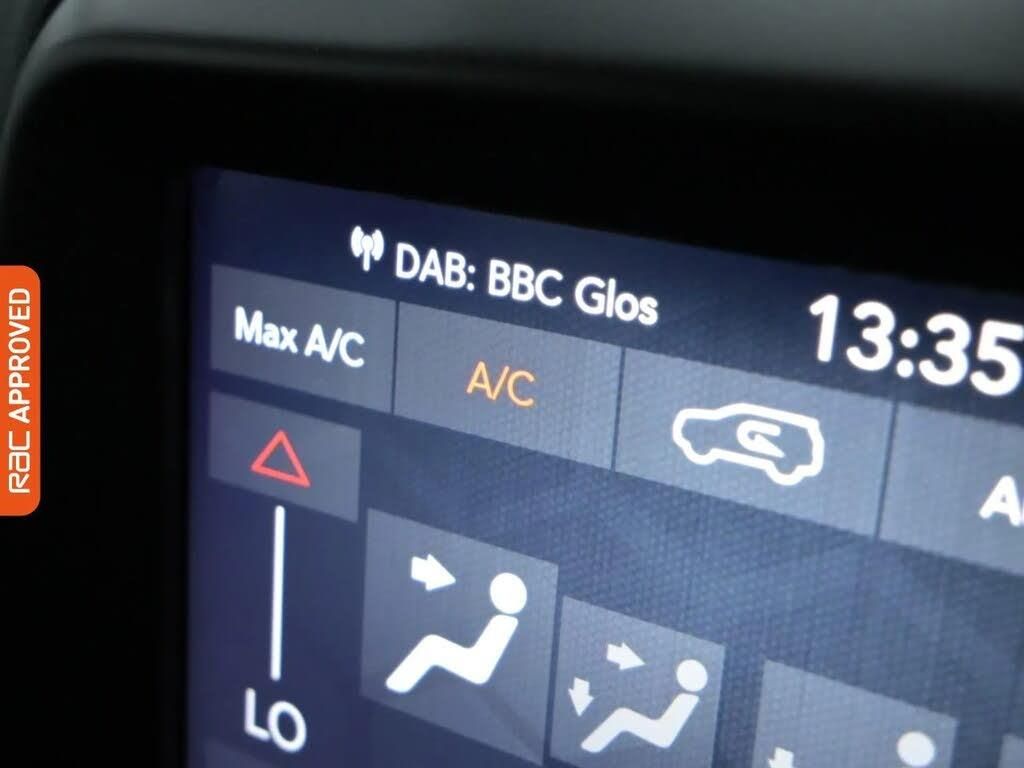 DAB: BBC Glos
13:35
Max A/C
A/C
LO
RAC APPROVED